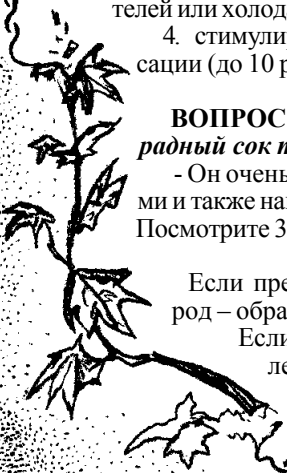 телей или холод
4. стимулир
сации (до 10 р
ВОПРОС
радный сок т
- Он очень
ми и также на
Посмотрите 3
Если пре
род – обра
Если
ле